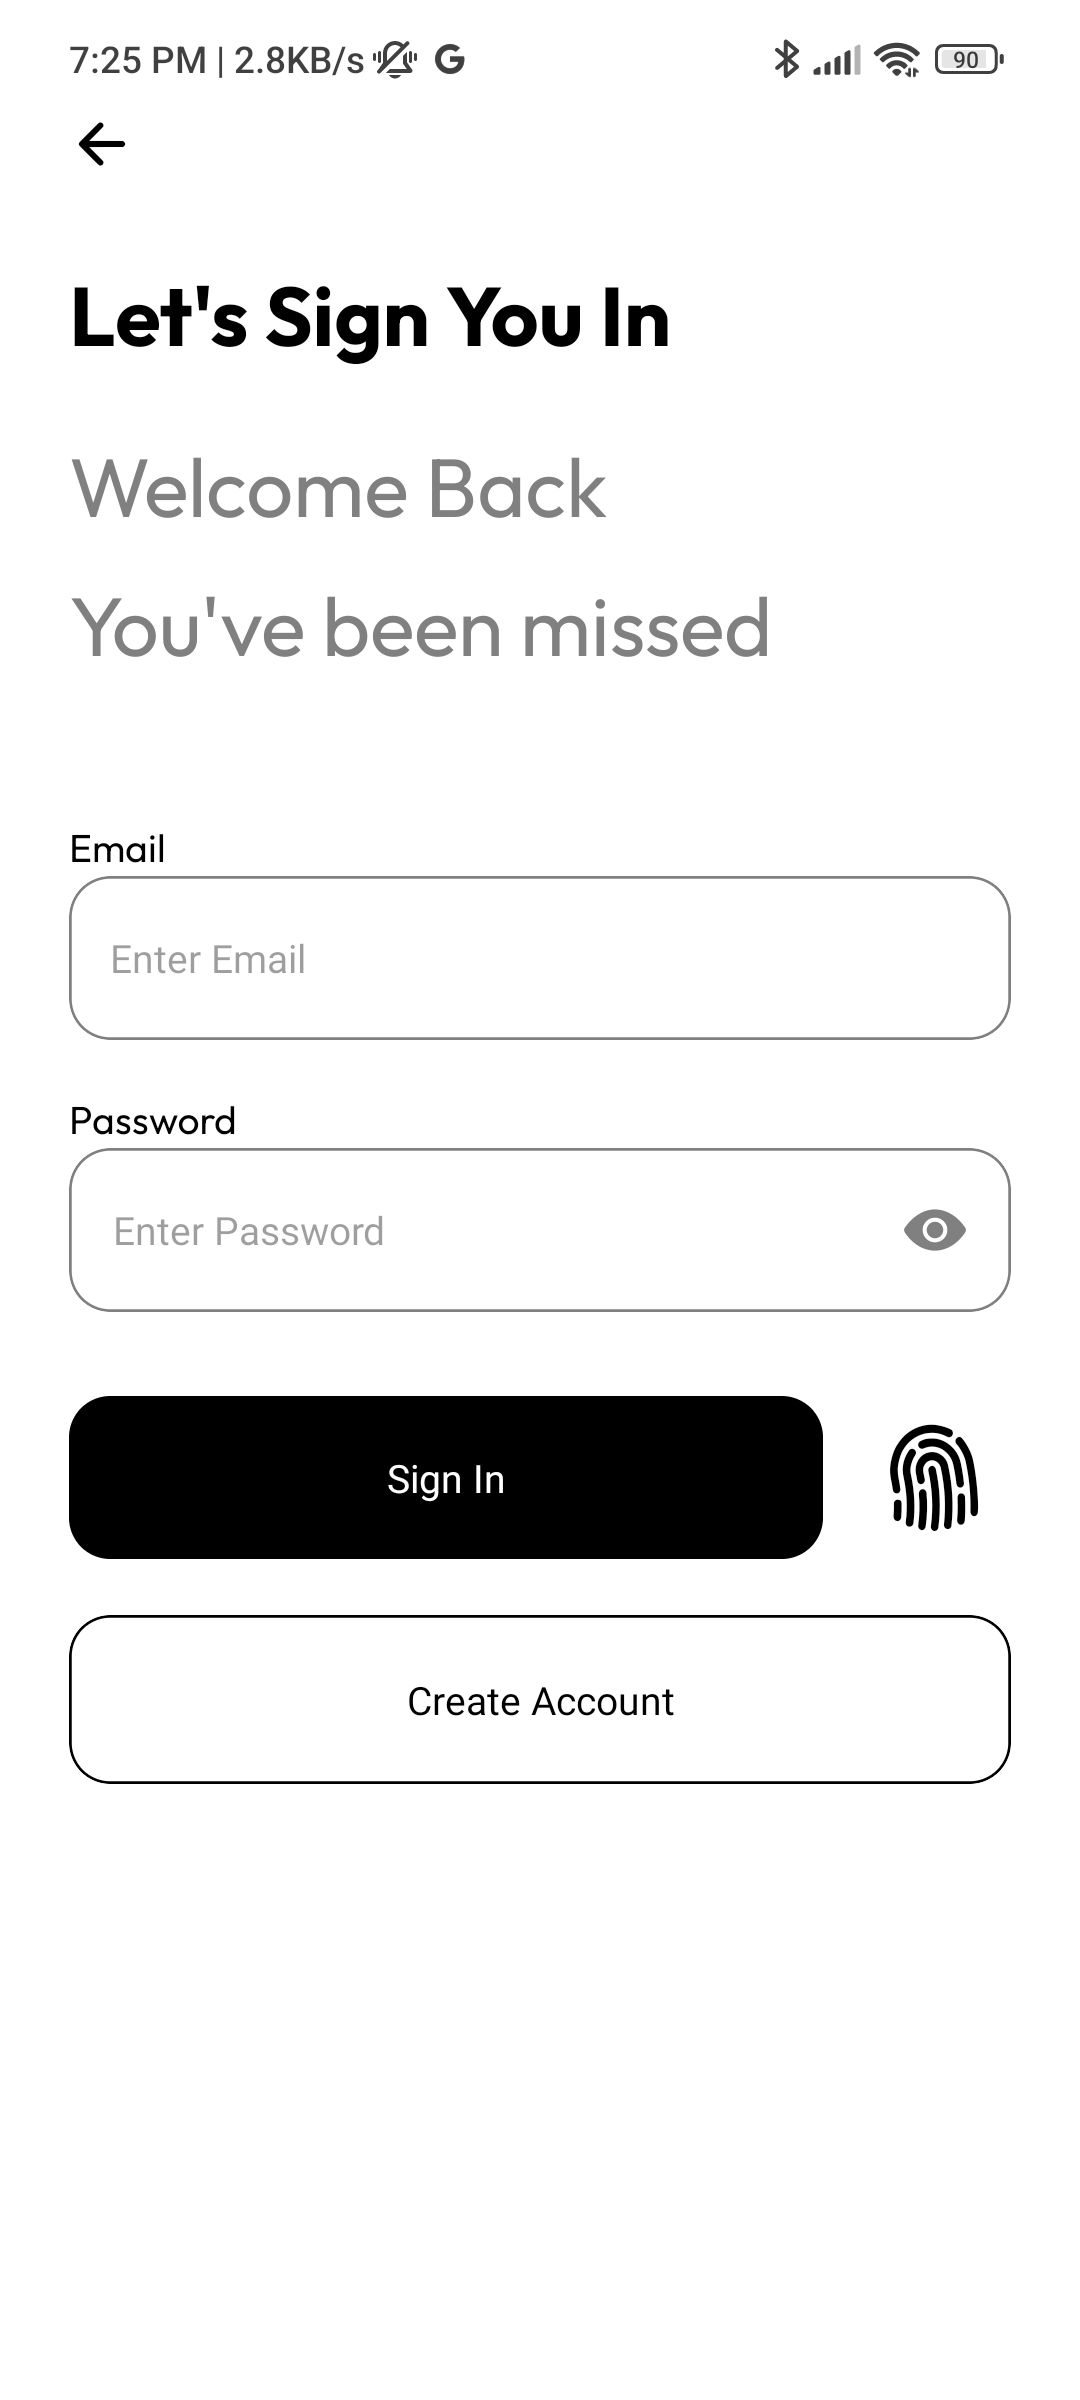 7:25 PM | 2.8KB/s G 90
Let's Sign You In
Welcome Back
You've been missed
Email
Enter Email
Password
Enter Password
Sign In
Create Account